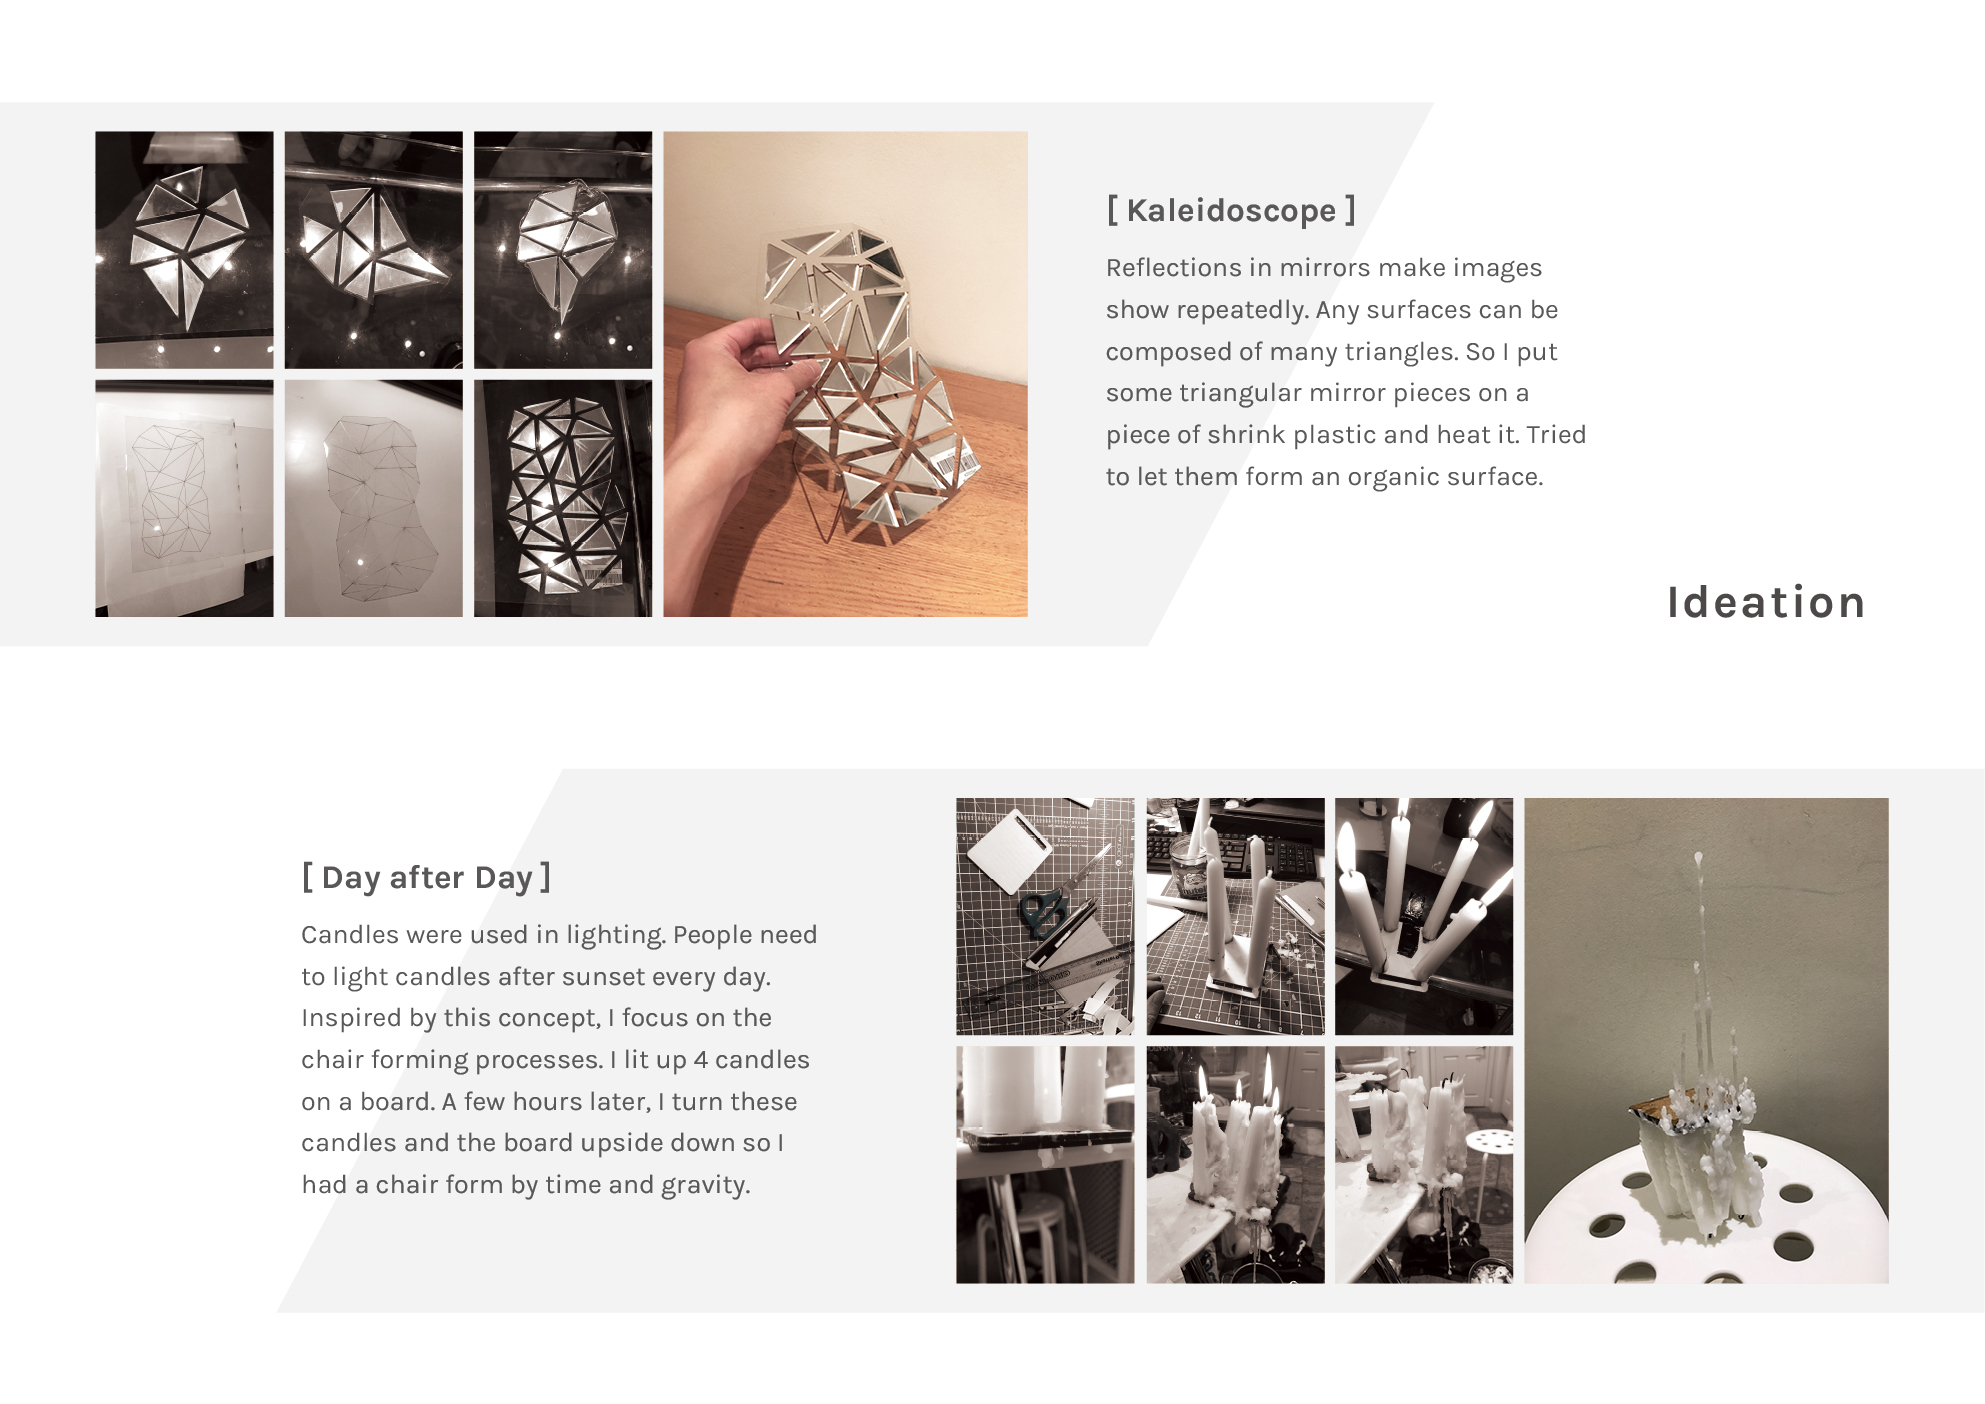 [ Kaleidoscope ]
Reflections in mirrors make images
show repeatedly. Any surfaces can be
composed of many triangles. So I put
some triangular mirror pieces on a
piece of shrink plastic and heat it. Tried
to let them form an organic surface.
Ideation
[ Day after Day ]
Candles were used in lighting. People need
to light candles after sunset every day.
Inspired by this concept, I focus on the
chair forming processes. I lit up 4 candles
on a board. A few hours later, I turn these
candles and the board upside down so I
had a chair form by time and gravity.